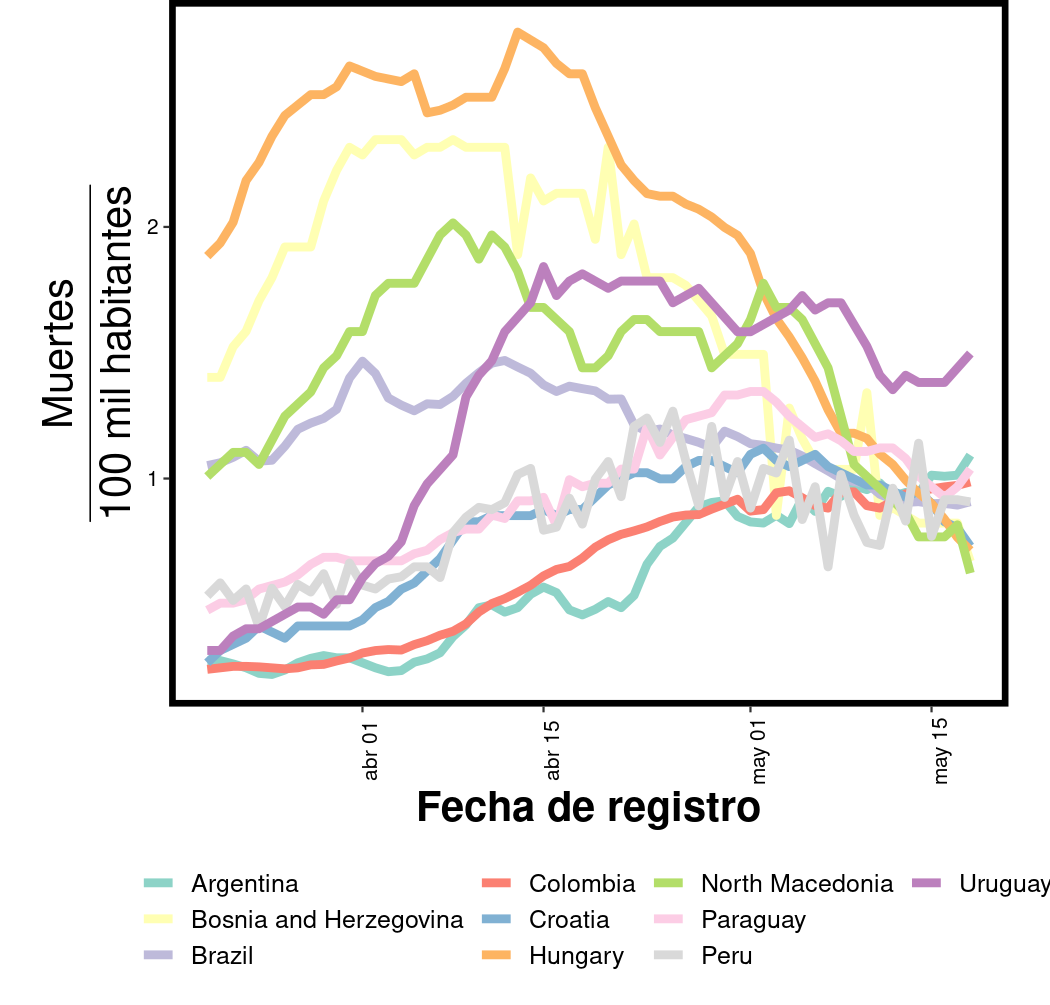 Muertes
100 mil habitantes
2
1
abr 01
abr 15
may 01
may 15
Fecha de registro
Argentina
Colombia
North Macedonia
Uruguay
Bosnia and Herzegovina
Croatia
Paraguay
Brazil
Hungary
Peru